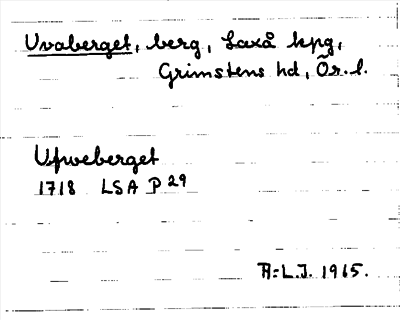 Uvaberget, berg, Laxå kpg,
Grimstens hd, Ör. l.
Ufweberget
1718 LSA P 29
A-L.J. 1965.